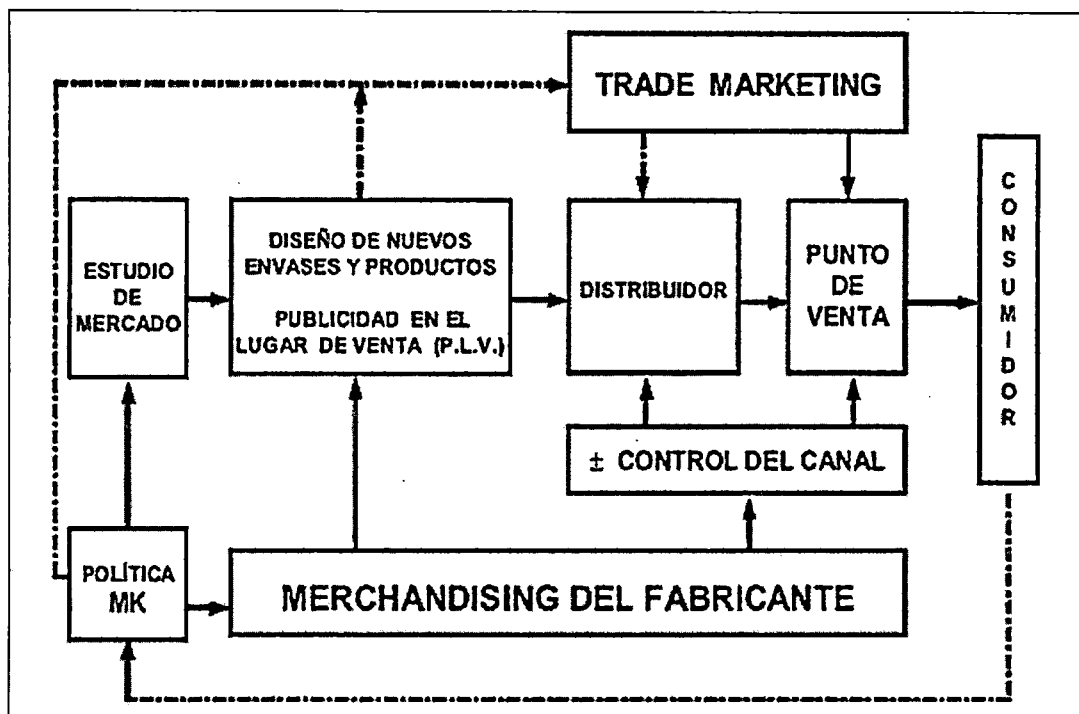 TRADE MARKETING
ESTUDIO
DE
MERCADO
DISEÑO DE NUEVOS
ENVASES Y PRODUCTOS
PUBLICIDAD EN EL
LUGAR DE VENTA (P.L.V.)
DISTRIBUIDOR
PUNTO
DE
VENTA
CONSUMIDOR
± CONTROL DEL CANAL
POLÍTICA
MK
MERCHANDISING DEL FABRICANTE